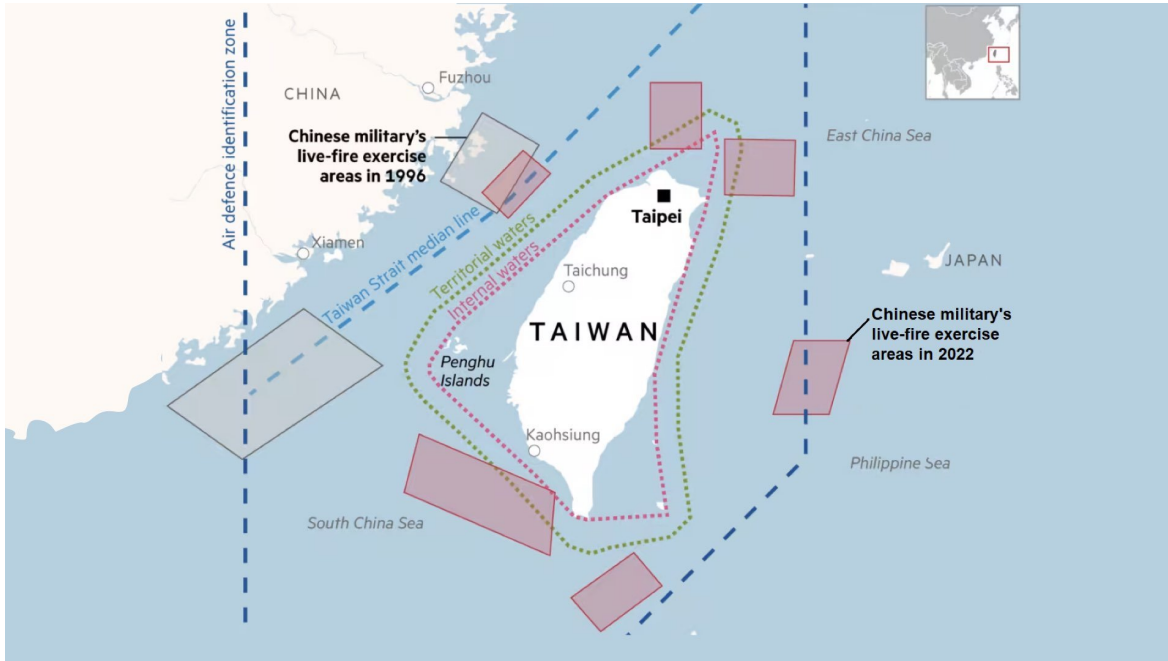 Air defence identification zone
CHINA
Fuzhou
Chinese military's
live-fire exercise
areas in 1996
East China Sea
Taipei
Xiamen
Taiwan Strait median line
Territorial waters
Internal waters
Taichung
JAPAN
TAIWAN
Chinese military's
live-fire exercise
areas in 2022
Penghu
Islands
Kaohsiung
Philippine Sea
South China Sea